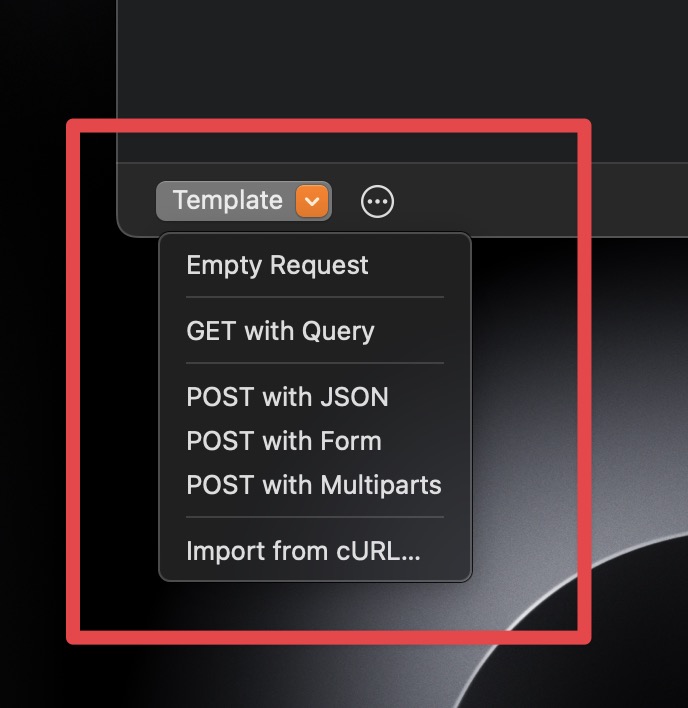 Template
Empty Request
GET with Query
POST with JSON
POST with Form
POST with Multiparts
Import from cURL...